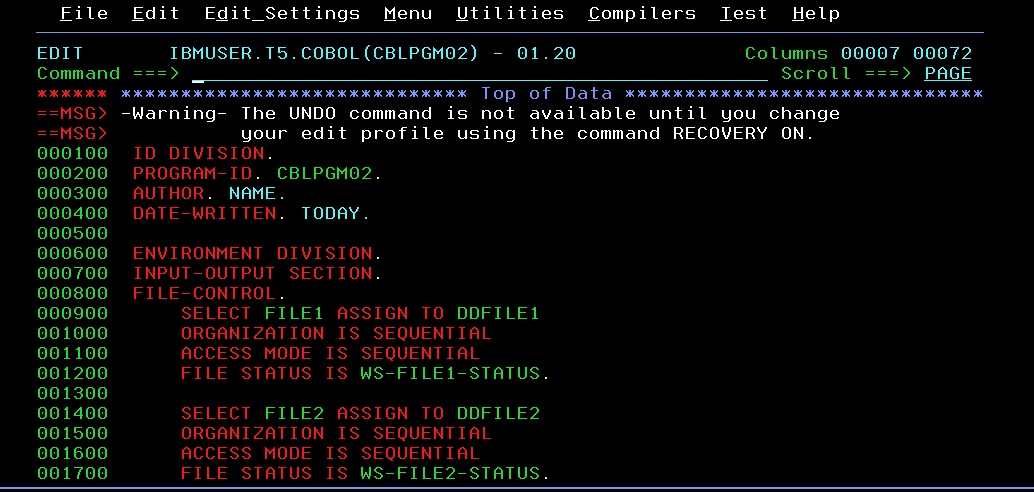 File Edit Edit_Settings Menu Utilities Compilers Test Help
EDIT IBMUSER.T5.COBOL(CBLPGM02) - 01.20 Columns 00007 00072
Command ===> Scroll ===> PAGE
****** ***************************** Top of Data ******************************
==MSG> -Warning- The UNDO command is not available until you change
==MSG> your edit profile using the command RECOVERY ON.
000100 ID DIVISION.
000200 PROGRAM-ID. CBLPGM02.
000300 AUTHOR. NAME.
000400 DATE-WRITTEN. TODAY.
000500
000600 ENVIRONMENT DIVISION.
000700 INPUT-OUTPUT SECTION.
000800 FILE-CONTROL.
000900 SELECT FILE1 ASSIGN TO DDFILE1
001000 ORGANIZATION IS SEQUENTIAL
001100 ACCESS MODE IS SEQUENTIAL
001200 FILE STATUS IS WS-FILE1-STATUS.
001300
001400 SELECT FILE2 ASSIGN TO DDFILE2
001500 ORGANIZATION IS SEQUENTIAL
001600 ACCESS MODE IS SEQUENTIAL
001700 FILE STATUS IS WS-FILE2-STATUS.